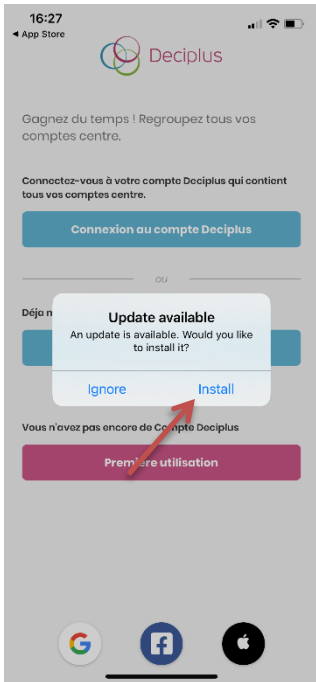 16:27
◀ App Store
Deciplus
Gagnez du temps ! Regroupez tous vos
comptes centre.
Connectez-vous à votre compte Deciplus qui contient
tous vos comptes centre.
Connexion au compte Deciplus
ou
Déja
Update available
An update is available. Would you like
to install it?
Ignore
Install
Vous n'avez pas encore de Compte Deciplus
Première utilisation